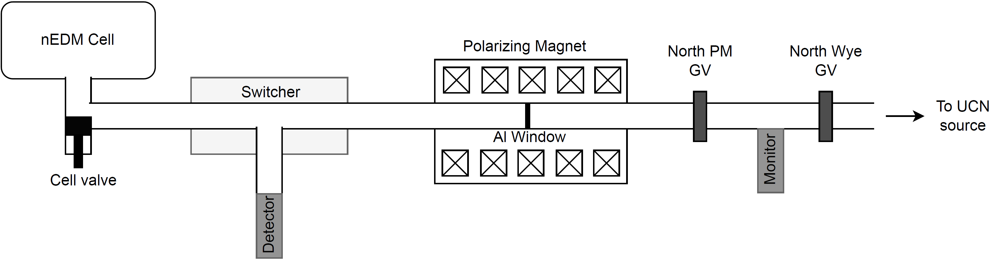 nEDM Cell
Switcher
Polarizing Magnet
North PM
GV
North Wye
GV
To UCN
source
Al Window
Monitor
Cell valve
Detector